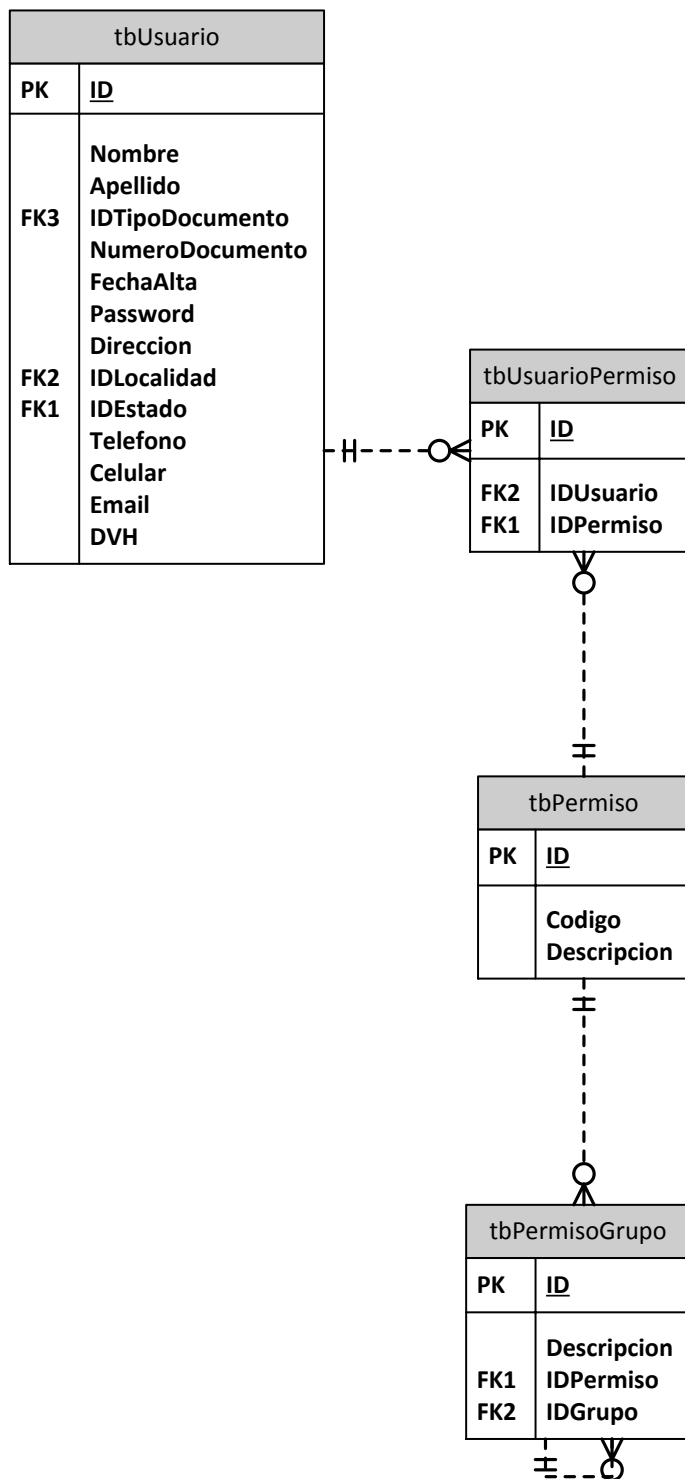 tbUsuario
PK ID
Nombre
Apellido
FK3 IDTipoDocumento
NumeroDocumento
FechaAlta
Password
Direccion
FK2 IDLocalidad
FK1 IDEstado
Telefono
Celular
Email
DVH
tbUsuarioPermiso
PK ID
FK2 IDUsuario
FK1 IDPermiso
tbPermiso
PK ID
Codigo
Descripcion
tbPermisoGrupo
PK ID
Descripcion
FK1 IDPermiso
FK2 IDGrupo